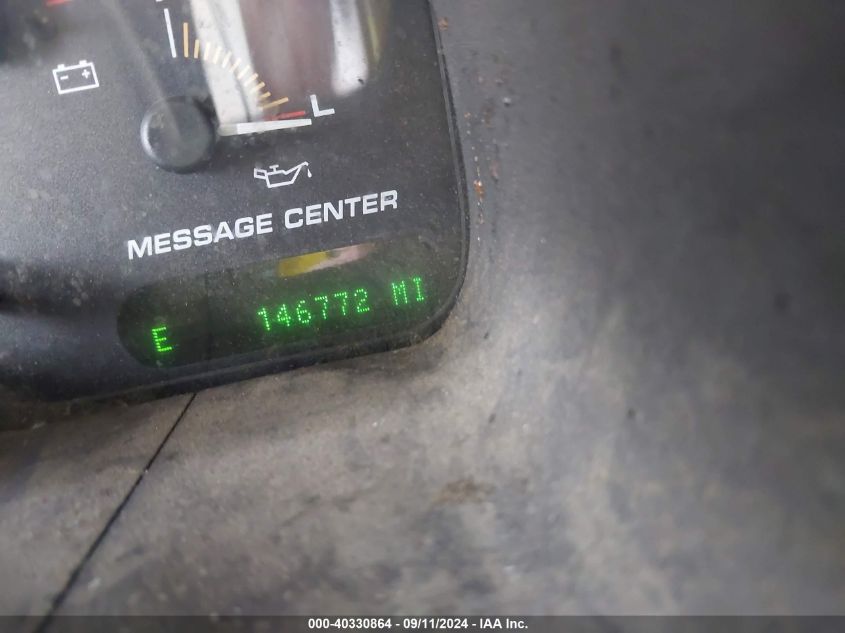 L
MESSAGE CENTER
E 146772 MI
000-40330864 - 09/11/2024 - IAA Inc.